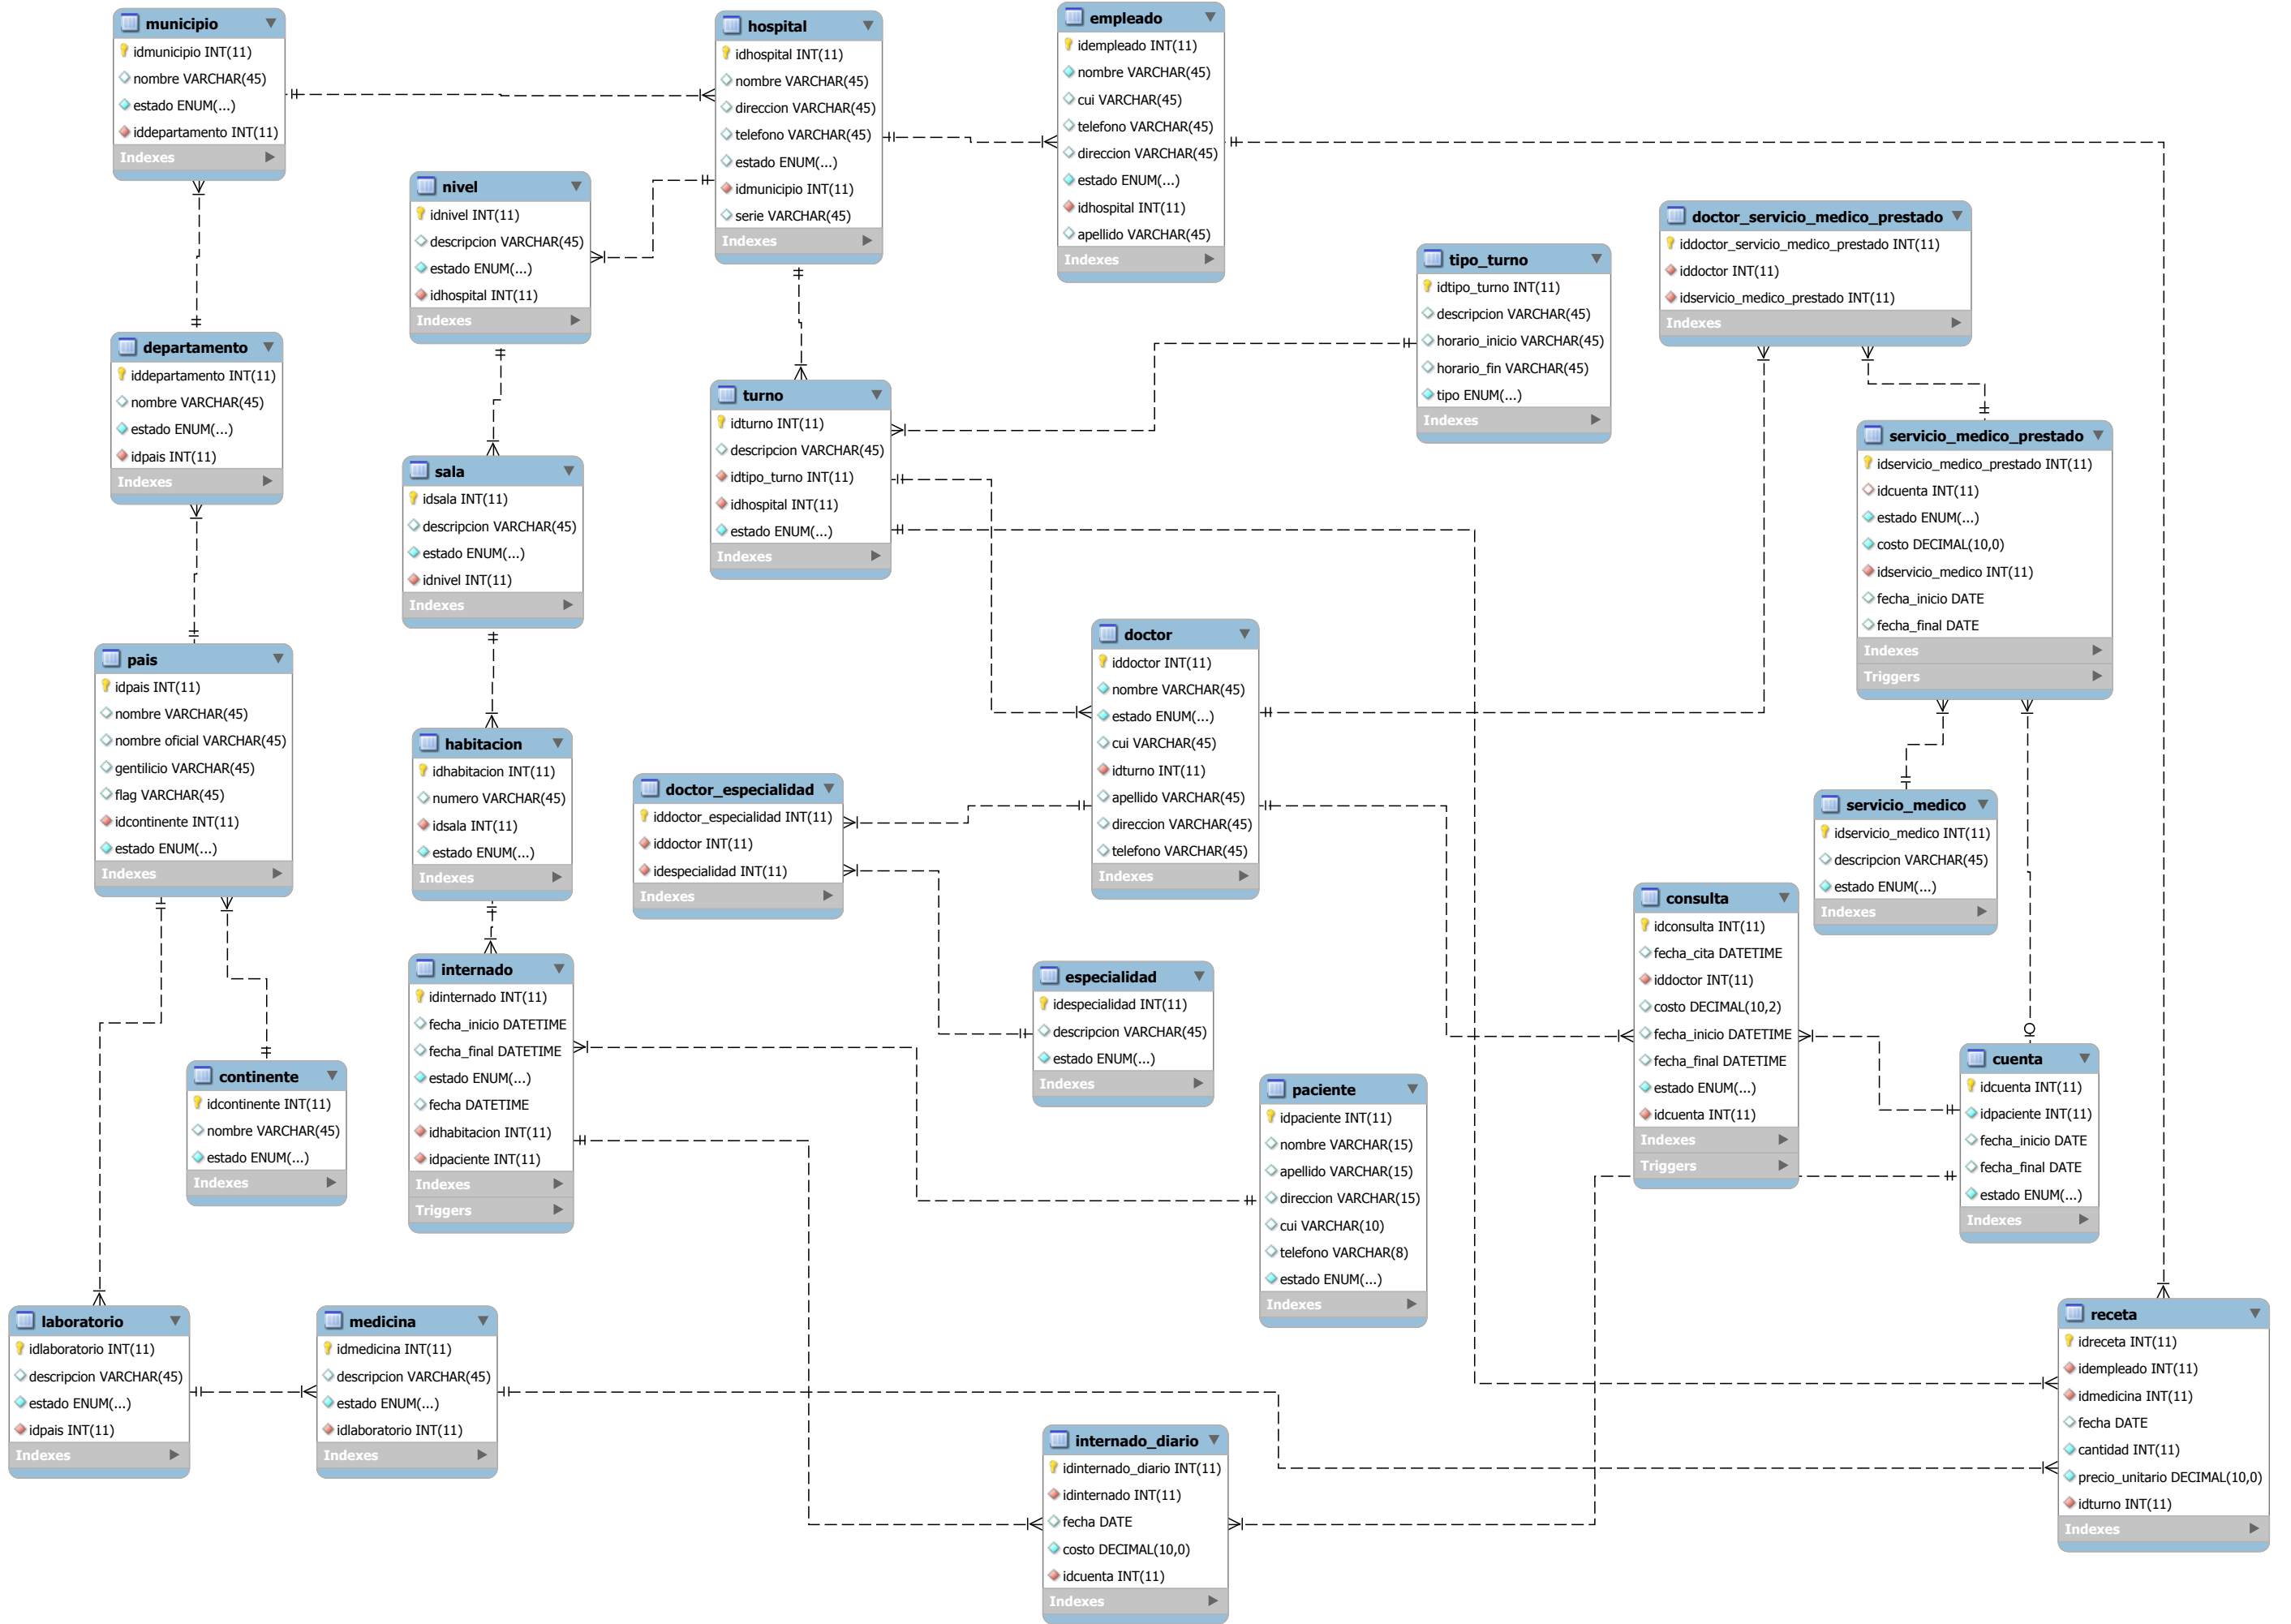 municipio
idmunicipio INT(11)
nombre VARCHAR(45)
estado ENUM(...)
iddepartamento INT(11)
Indexes
hospital
idhospital INT(11)
nombre VARCHAR(45)
direccion VARCHAR(45)
telefono VARCHAR(45)
estado ENUM(...)
idmunicipio INT(11)
serie VARCHAR(45)
Indexes
empleado
idempleado INT(11)
nombre VARCHAR(45)
cui VARCHAR(45)
telefono VARCHAR(45)
direccion VARCHAR(45)
estado ENUM(...)
idhospital INT(11)
apellido VARCHAR(45)
Indexes
nivel
idnivel INT(11)
descripcion VARCHAR(45)
estado ENUM(...)
idhospital INT(11)
Indexes
doctor_servicio_medico_prestado
iddoctor_servicio_medico_prestado INT(11)
iddoctor INT(11)
idservicio_medico_prestado INT(11)
Indexes
tipo_turno
idtipo_turno INT(11)
descripcion VARCHAR(45)
horario_inicio VARCHAR(45)
horario_fin VARCHAR(45)
tipo ENUM(...)
Indexes
departamento
iddepartamento INT(11)
nombre VARCHAR(45)
estado ENUM(...)
idpais INT(11)
Indexes
turno
idturno INT(11)
descripcion VARCHAR(45)
idtipo_turno INT(11)
idhospital INT(11)
estado ENUM(...)
Indexes
servicio_medico_prestado
idservicio_medico_prestado INT(11)
idcuenta INT(11)
estado ENUM(...)
costo DECIMAL(10,0)
idservicio_medico INT(11)
fecha_inicio DATE
fecha_final DATE
Indexes
Triggers
sala
idsala INT(11)
descripcion VARCHAR(45)
estado ENUM(...)
idnivel INT(11)
Indexes
doctor
iddoctor INT(11)
nombre VARCHAR(45)
estado ENUM(...)
cui VARCHAR(45)
idturno INT(11)
apellido VARCHAR(45)
direccion VARCHAR(45)
telefono VARCHAR(45)
Indexes
pais
idpais INT(11)
nombre VARCHAR(45)
nombre oficial VARCHAR(45)
gentilicio VARCHAR(45)
flag VARCHAR(45)
idcontinente INT(11)
estado ENUM(...)
Indexes
habitacion
idhabitacion INT(11)
numero VARCHAR(45)
idsala INT(11)
estado ENUM(...)
Indexes
doctor_especialidad
iddoctor_especialidad INT(11)
iddoctor INT(11)
idespecialidad INT(11)
Indexes
servicio_medico
idservicio_medico INT(11)
descripcion VARCHAR(45)
estado ENUM(...)
Indexes
consulta
idconsulta INT(11)
fecha_cita DATETIME
iddoctor INT(11)
costo DECIMAL(10,2)
fecha_inicio DATETIME
fecha_final DATETIME
estado ENUM(...)
idcuenta INT(11)
Indexes
Triggers
internado
idinternado INT(11)
fecha_inicio DATETIME
fecha_final DATETIME
estado ENUM(...)
fecha DATETIME
idhabitacion INT(11)
idpaciente INT(11)
Indexes
Triggers
especialidad
idespecialidad INT(11)
descripcion VARCHAR(45)
estado ENUM(...)
Indexes
cuenta
idcuenta INT(11)
idpaciente INT(11)
fecha_inicio DATE
fecha_final DATE
estado ENUM(...)
Indexes
continente
idcontinente INT(11)
nombre VARCHAR(45)
estado ENUM(...)
Indexes
paciente
idpaciente INT(11)
nombre VARCHAR(15)
apellido VARCHAR(15)
direccion VARCHAR(15)
cui VARCHAR(10)
telefono VARCHAR(8)
estado ENUM(...)
Indexes
laboratorio
idlaboratorio INT(11)
descripcion VARCHAR(45)
estado ENUM(...)
idpais INT(11)
Indexes
medicina
idmedicina INT(11)
descripcion VARCHAR(45)
estado ENUM(...)
idlaboratorio INT(11)
Indexes
receta
idreceta INT(11)
idempleado INT(11)
idmedicina INT(11)
fecha DATE
cantidad INT(11)
precio_unitario DECIMAL(10,0)
idturno INT(11)
Indexes
internado_diario
idinternado_diario INT(11)
idinternado INT(11)
fecha DATE
costo DECIMAL(10,0)
idcuenta INT(11)
Indexes